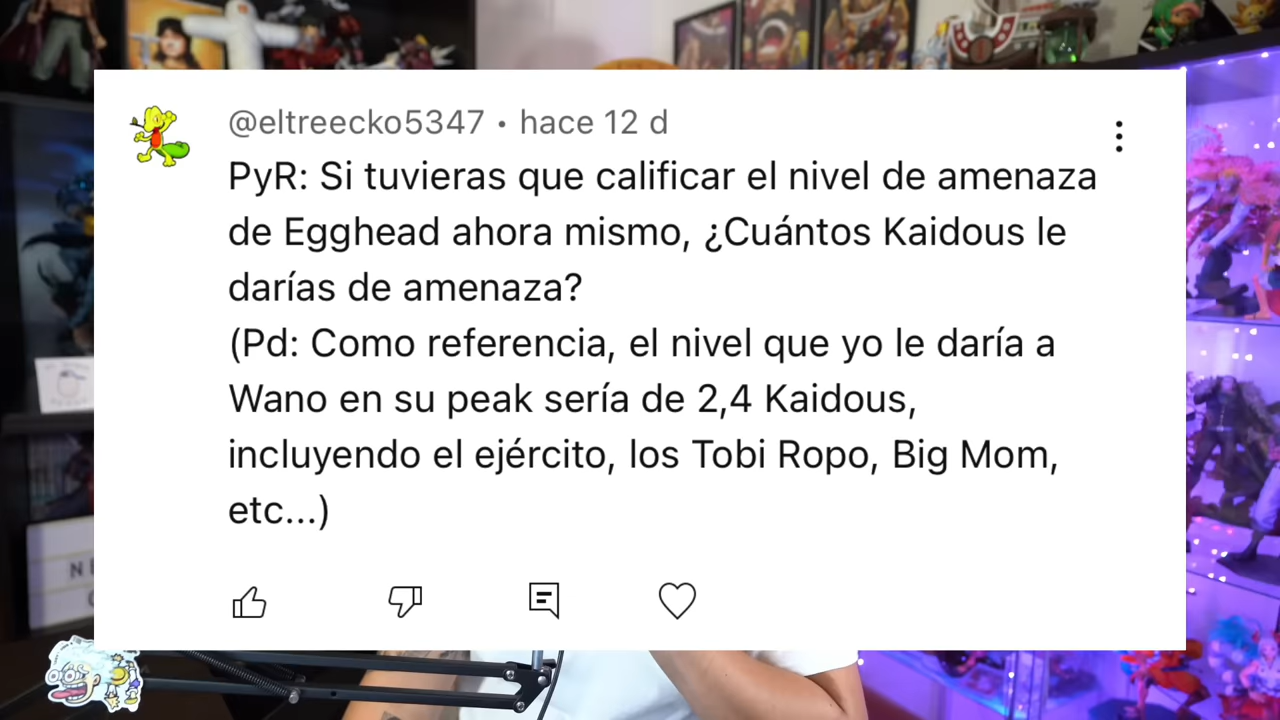 @eltreecko5347 • hace 12 d
PyR: Si tuvieras que calificar el nivel de amenaza
de Egghead ahora mismo, ¿Cuántos Kaidous le
darías de amenaza?
(Pd: Como referencia, el nivel que yo le daría a
Wano en su peak sería de 2,4 Kaidous,
incluyendo el ejército, los Tobi Ropo, Big Mom,
etc...)